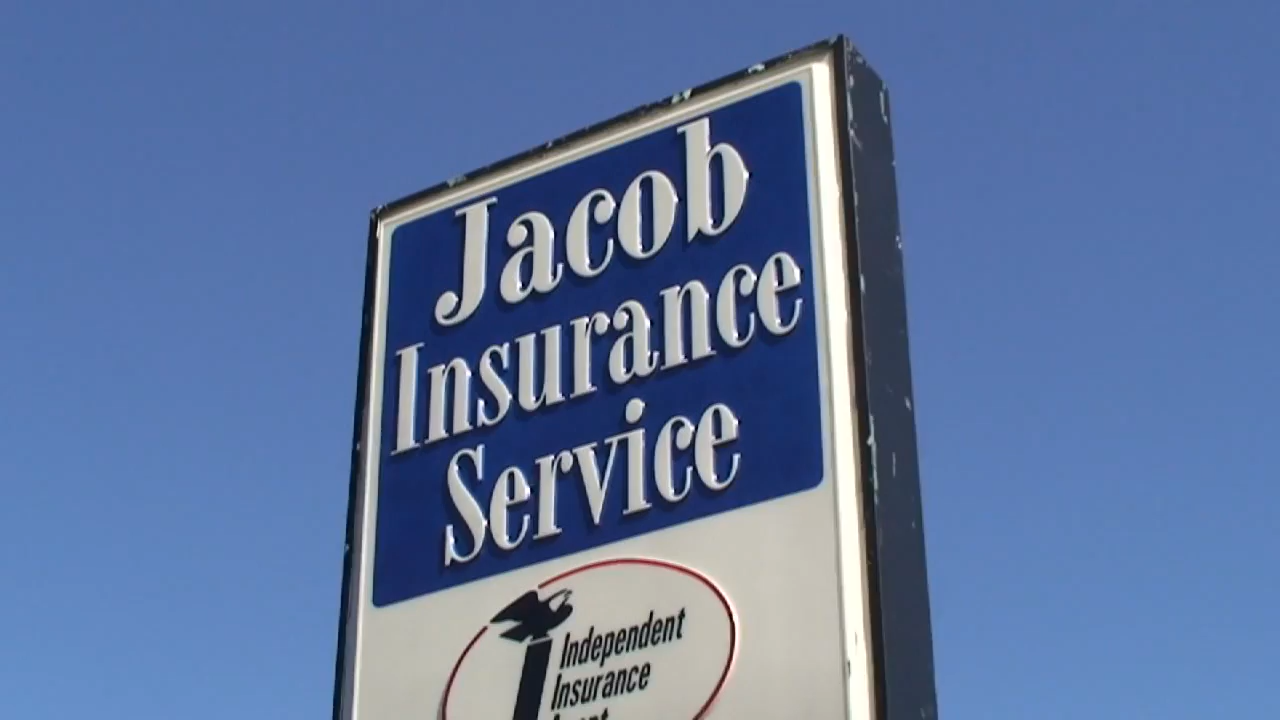 Jacob
Insurance
Service
Independent
Insurance